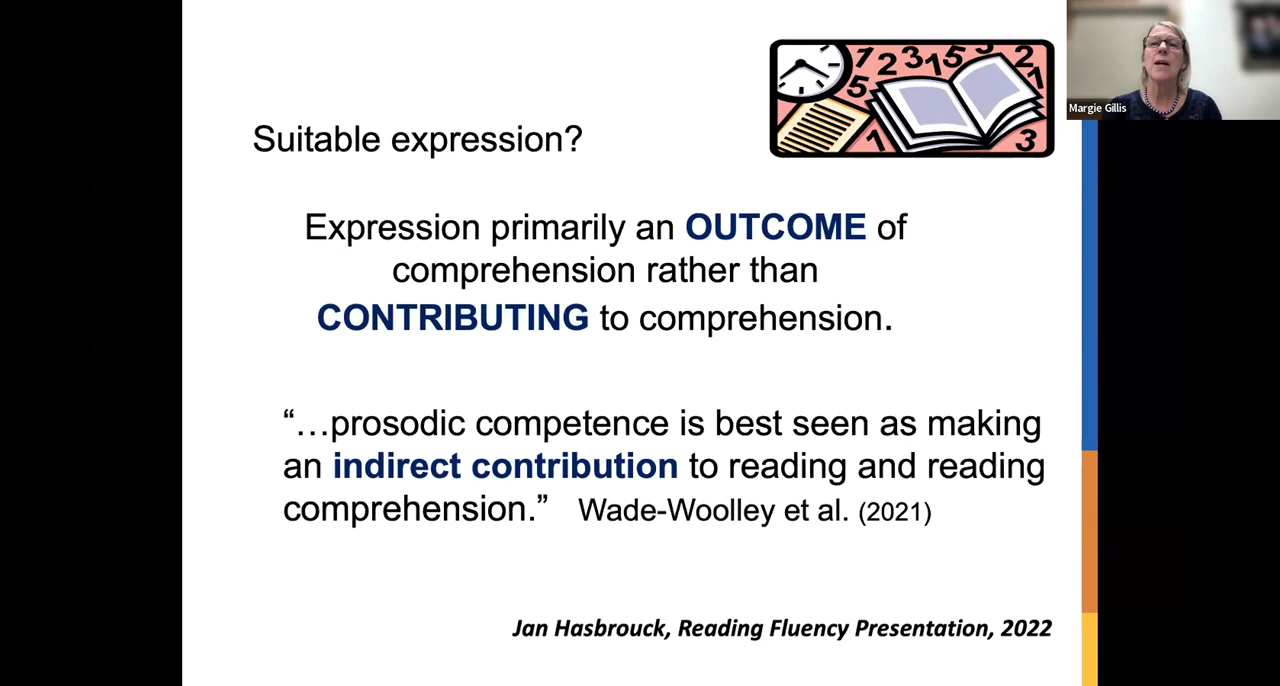 Margie Gillis
Suitable expression?
Expression primarily an OUTCOME of
comprehension rather than
CONTRIBUTING to comprehension.
“…prosodic competence is best seen as making
an indirect contribution to reading and reading
comprehension.” Wade-Woolley et al. (2021)
Jan Hasbrouck, Reading Fluency Presentation, 2022